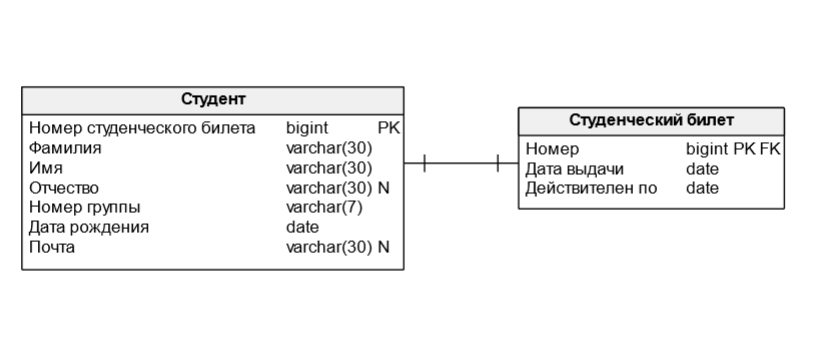 Студент
Номер студенческого билета bigint PK
Фамилия varchar(30)
Имя varchar(30)
Отчество varchar(30) N
Номер группы varchar(7)
Дата рождения date
Почта varchar(30) N
Студенческий билет
Номер bigint PK FK
Дата выдачи date
Действителен по date